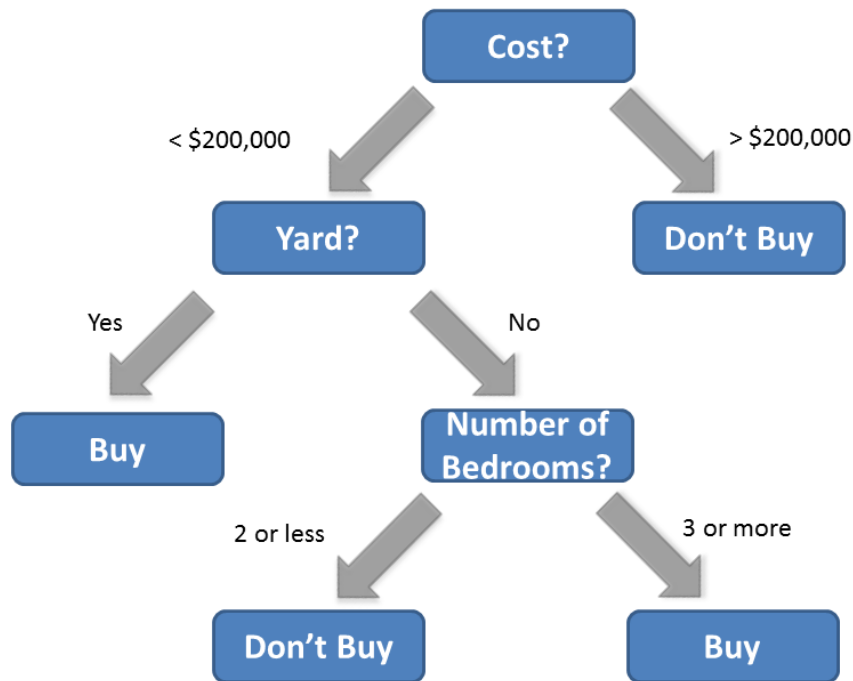 Cost?
< $200,000
> $200,000
Yard?
Don’t Buy
Yes
No
Buy
Number of
Bedrooms?
2 or less
3 or more
Don’t Buy
Buy